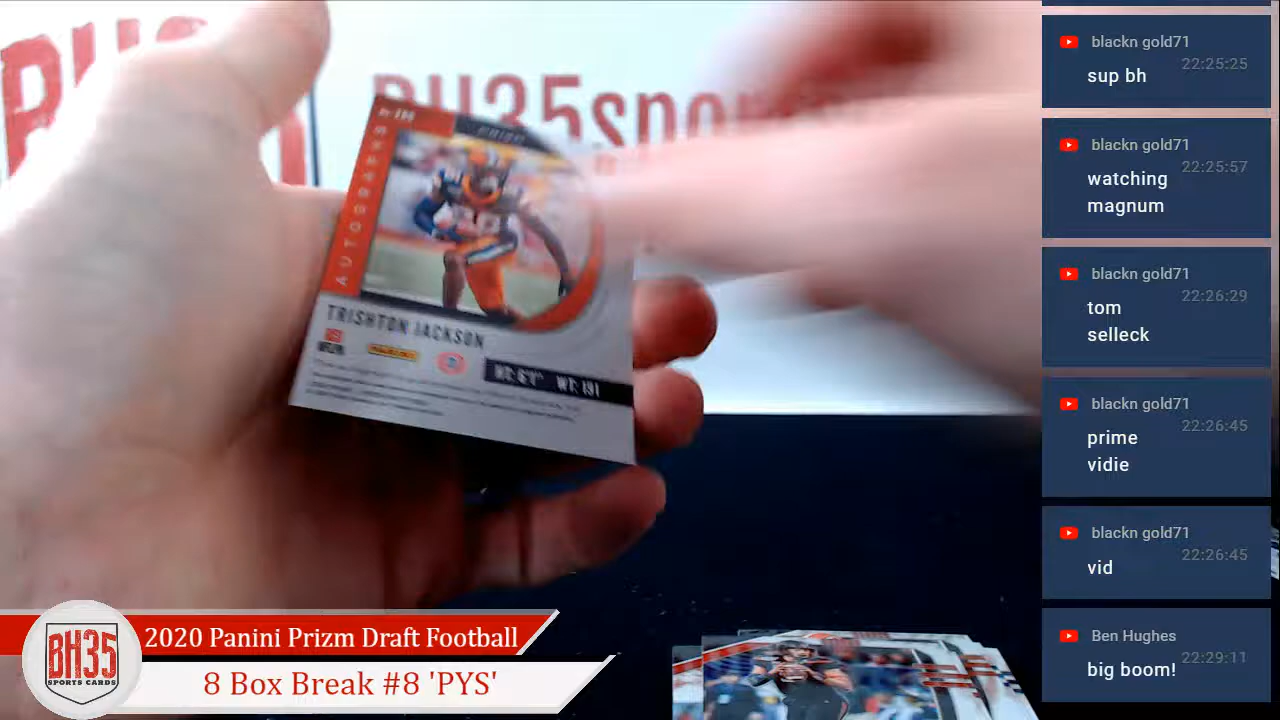 BH35sports
AUTOGRAPHS
TRISHTON JACKSON
WT: 191
blackn gold71
22:25:25
sup bh
blackn gold71
22:25:57
watching
magnum
blackn gold71
22:26:29
tom
selleck
blackn gold71
22:26:45
prime
vidie
blackn gold71
22:26:45
vid
Ben Hughes
22:29:11
big boom!
BH35
SPORTS CARDS
2020 Panini Prizm Draft Football
8 Box Break #8 'PYS'